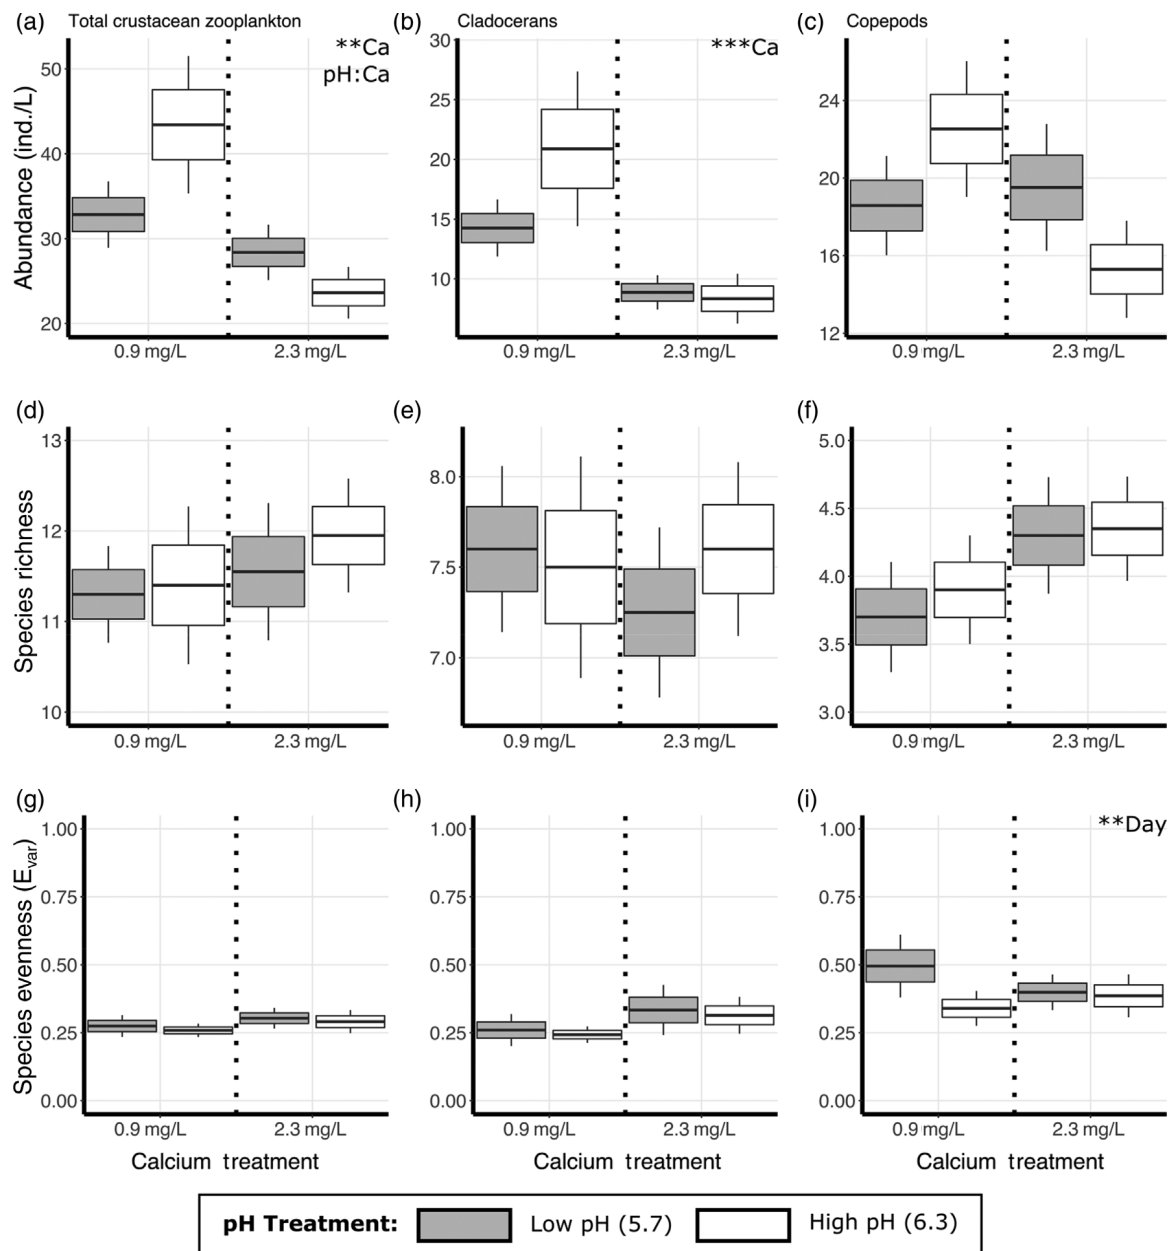 (a) Total crustacean zooplankton (b) Cladocerans (c) Copepods
**Ca
pH:Ca
***Ca
Abundance (ind./L)
50
40
30
20
30
25
20
15
10
24
20
16
12
0.9 mg/L 2.3 mg/L 0.9 mg/L 2.3 mg/L 0.9 mg/L 2.3 mg/L
(d) (e) (f)
Species richness
13
12
11
10
8.0
7.5
7.0
5.0
4.5
4.0
3.5
3.0
0.9 mg/L 2.3 mg/L 0.9 mg/L 2.3 mg/L 0.9 mg/L 2.3 mg/L
(g) (h) (i)
**Day
Species evenness (Evar)
1.00
0.75
0.50
0.25
0.00
1.00
0.75
0.50
0.25
0.00
1.00
0.75
0.50
0.25
0.00
0.9 mg/L 2.3 mg/L 0.9 mg/L 2.3 mg/L 0.9 mg/L 2.3 mg/L
Calcium treatment Calcium treatment Calcium treatment
pH Treatment: Low pH (5.7) High pH (6.3)